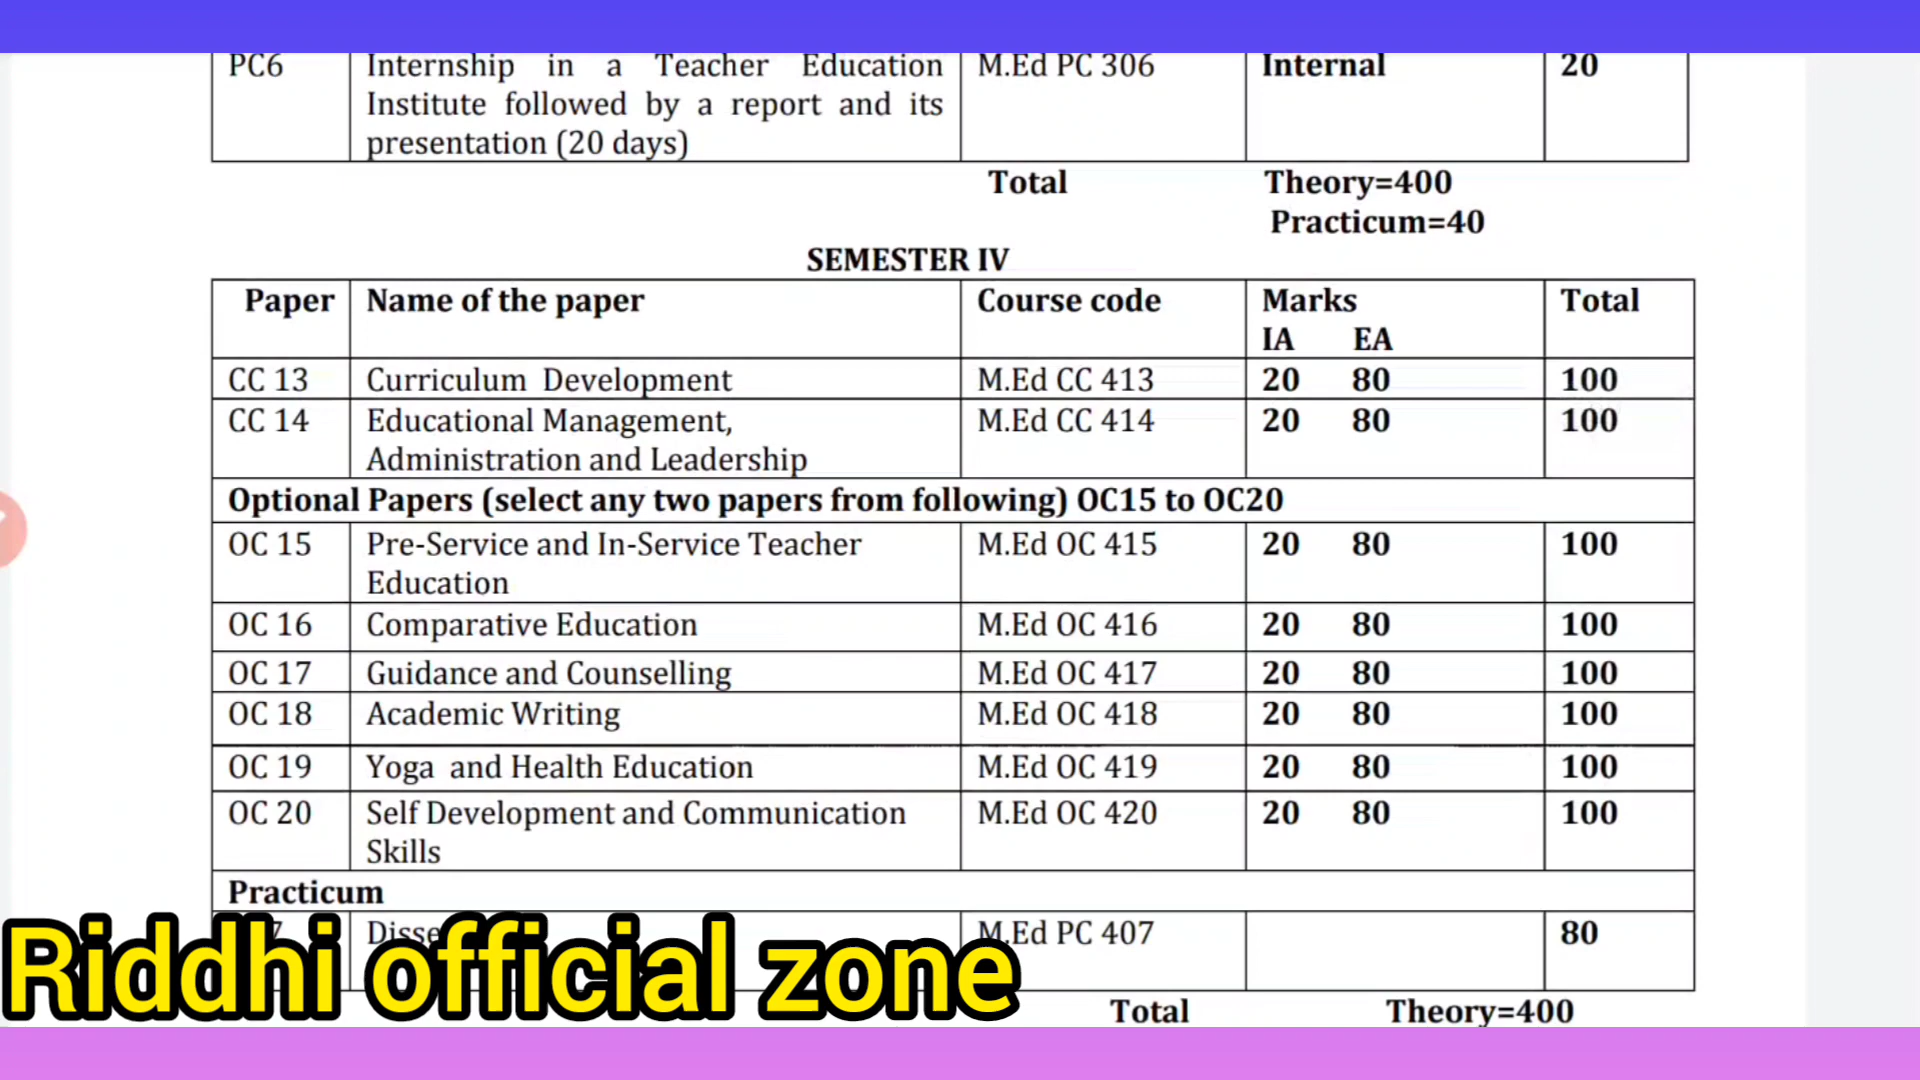 PC6 Internship in a Teacher Education M.Ed PC 306 Internal 20
Institute followed by a report and its
presentation (20 days)
Total Theory=400
Practicum=40
SEMESTER IV
Paper Name of the paper Course code Marks Total
IA EA
CC 13 Curriculum Development M.Ed CC 413 20 80 100
CC 14 Educational Management, M.Ed CC 414 20 80 100
Administration and Leadership
Optional Papers (select any two papers from following) OC15 to OC20
OC 15 Pre-Service and In-Service Teacher M.Ed OC 415 20 80 100
Education
OC 16 Comparative Education M.Ed OC 416 20 80 100
OC 17 Guidance and Counselling M.Ed OC 417 20 80 100
OC 18 Academic Writing M.Ed OC 418 20 80 100
OC 19 Yoga and Health Education M.Ed OC 419 20 80 100
OC 20 Self Development and Communication M.Ed OC 420 20 80 100
Skills
Practicum
M.Ed PC 407 80
Riddhi official zone
Total Theory=400